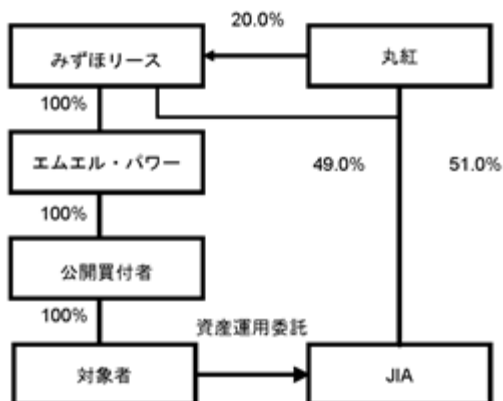 20.0%
みずほリース
丸紅
100%
エムエル・パワー
49.0%
51.0%
100%
公開買付者
100%
資産運用委託
対象者
JIA